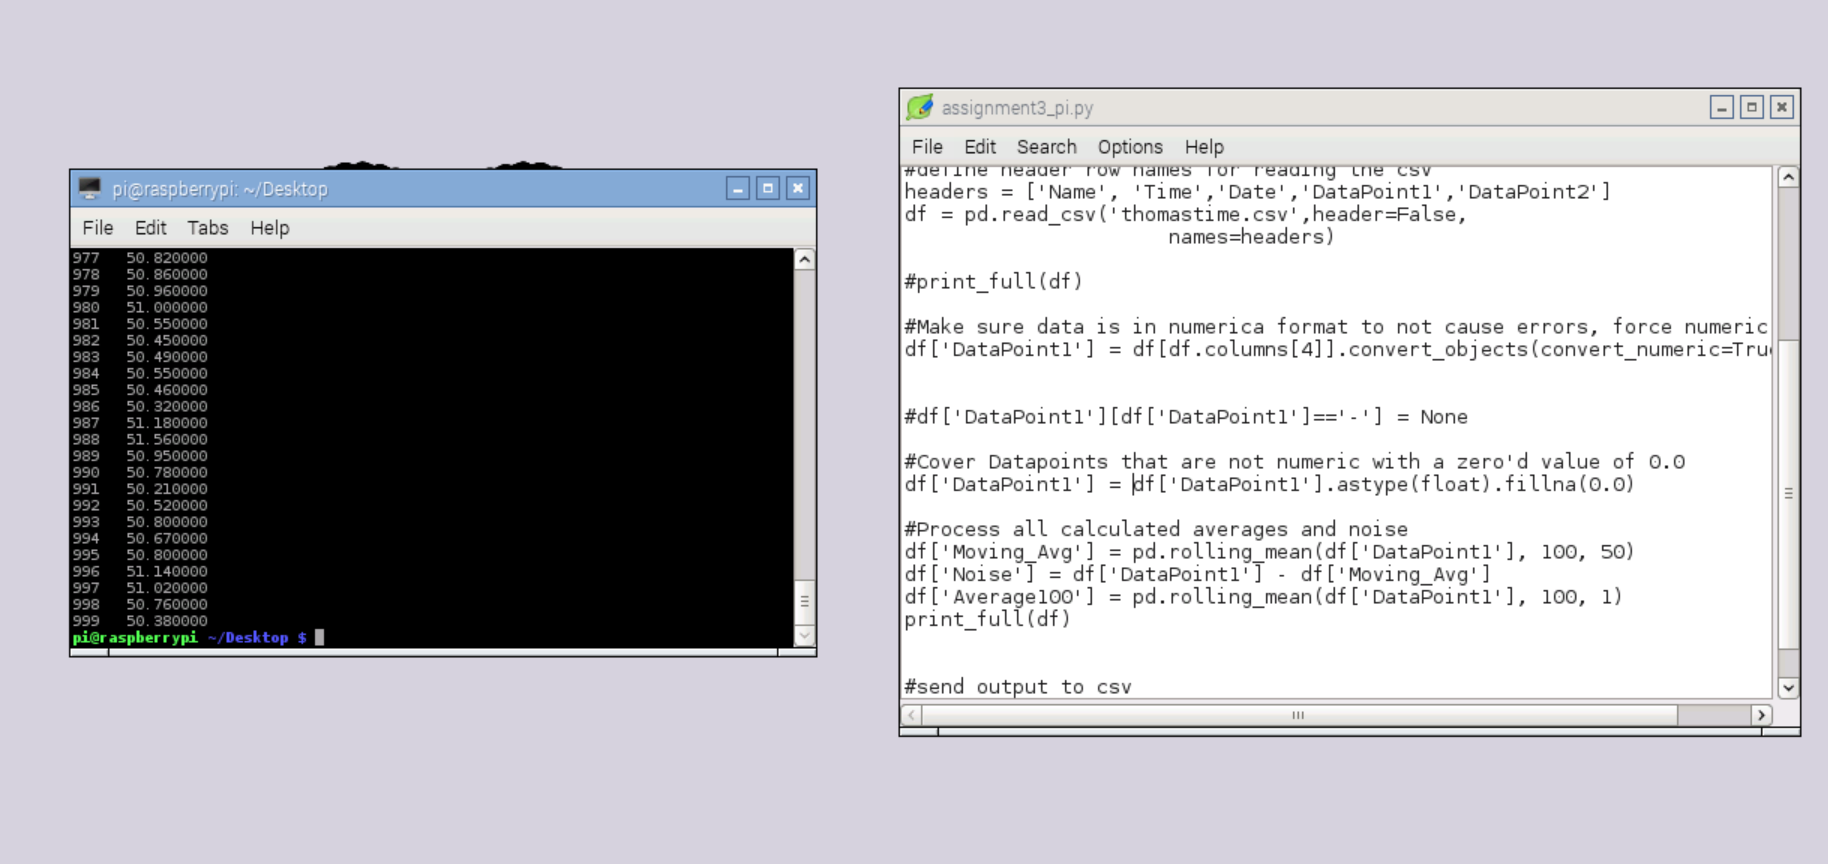 pi@raspberrypi: ~/Desktop
File Edit Tabs Help
977 50.820000
978 50.860000
979 50.960000
980 51.000000
981 50.550000
982 50.450000
983 50.490000
984 50.550000
985 50.460000
986 50.320000
987 51.180000
988 51.560000
989 50.950000
990 50.780000
991 50.210000
992 50.520000
993 50.800000
994 50.670000
995 50.800000
996 51.140000
997 51.020000
998 50.760000
999 50.380000
pi@raspberrypi ~/Desktop $
assignment3_pi.py
File Edit Search Options Help
#define header row names for reading the csv
headers = ['Name', 'Time','Date','DataPoint1','DataPoint2']
df = pd.read_csv('thomastime.csv',header=False,
names=headers)
#print_full(df)
#Make sure data is in numerica format to not cause errors, force numeric
df['DataPoint1'] = df[df.columns[4]].convert_objects(convert_numeric=True
#df['DataPoint1'][df['DataPoint1']=='-'] = None
#Cover Datapoints that are not numeric with a zero'd value of 0.0
df['DataPoint1'] = df['DataPoint1'].astype(float).fillna(0.0)
#Process all calculated averages and noise
df['Moving_Avg'] = pd.rolling_mean(df['DataPoint1'], 100, 50)
df['Noise'] = df['DataPoint1'] - df['Moving_Avg']
df['Average100'] = pd.rolling_mean(df['DataPoint1'], 100, 1)
print_full(df)
#send output to csv